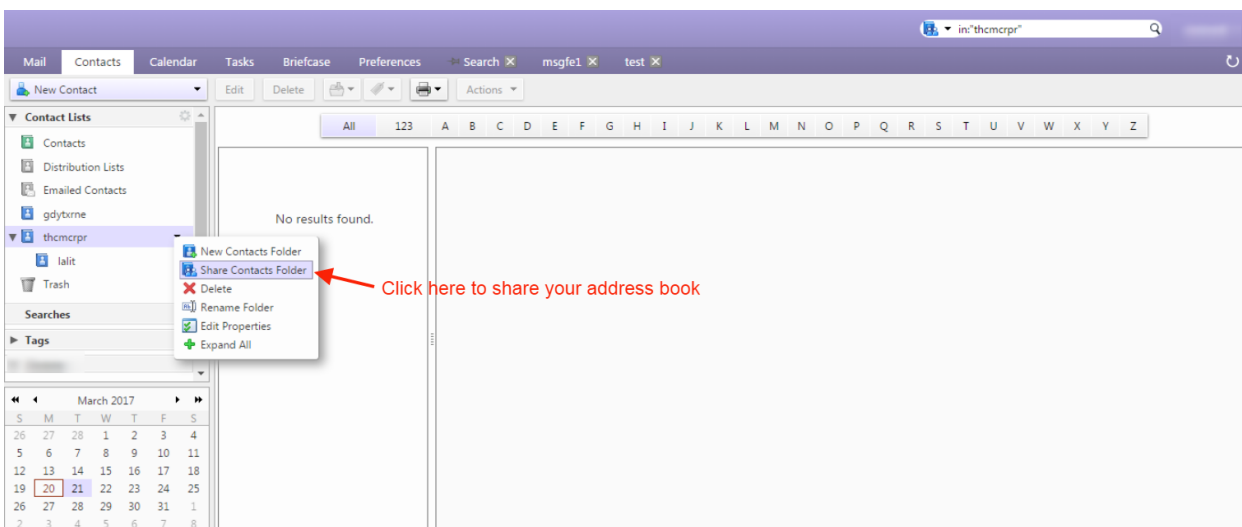 in:"thcmcrpr"
Mail Contacts Calendar Tasks Briefcase Preferences Search msgfe1 test
New Contact Edit Delete Actions
Contact Lists
All 123 A B C D E F G H I J K L M N O P Q R S T U V W X Y Z
Contacts
Distribution Lists
Emailed Contacts
gdytxrne
No results found.
thcmcrpr
lalit
Trash
Searches
Tags
New Contacts Folder
Share Contacts Folder
Delete
Rename Folder
Edit Properties
Expand All
Click here to share your address book
March 2017
S M T W T F S
26 27 28 1 2 3 4
5 6 7 8 9 10 11
12 13 14 15 16 17 18
19 20 21 22 23 24 25
26 27 28 29 30 31 1
2 3 4 5 6 7 8